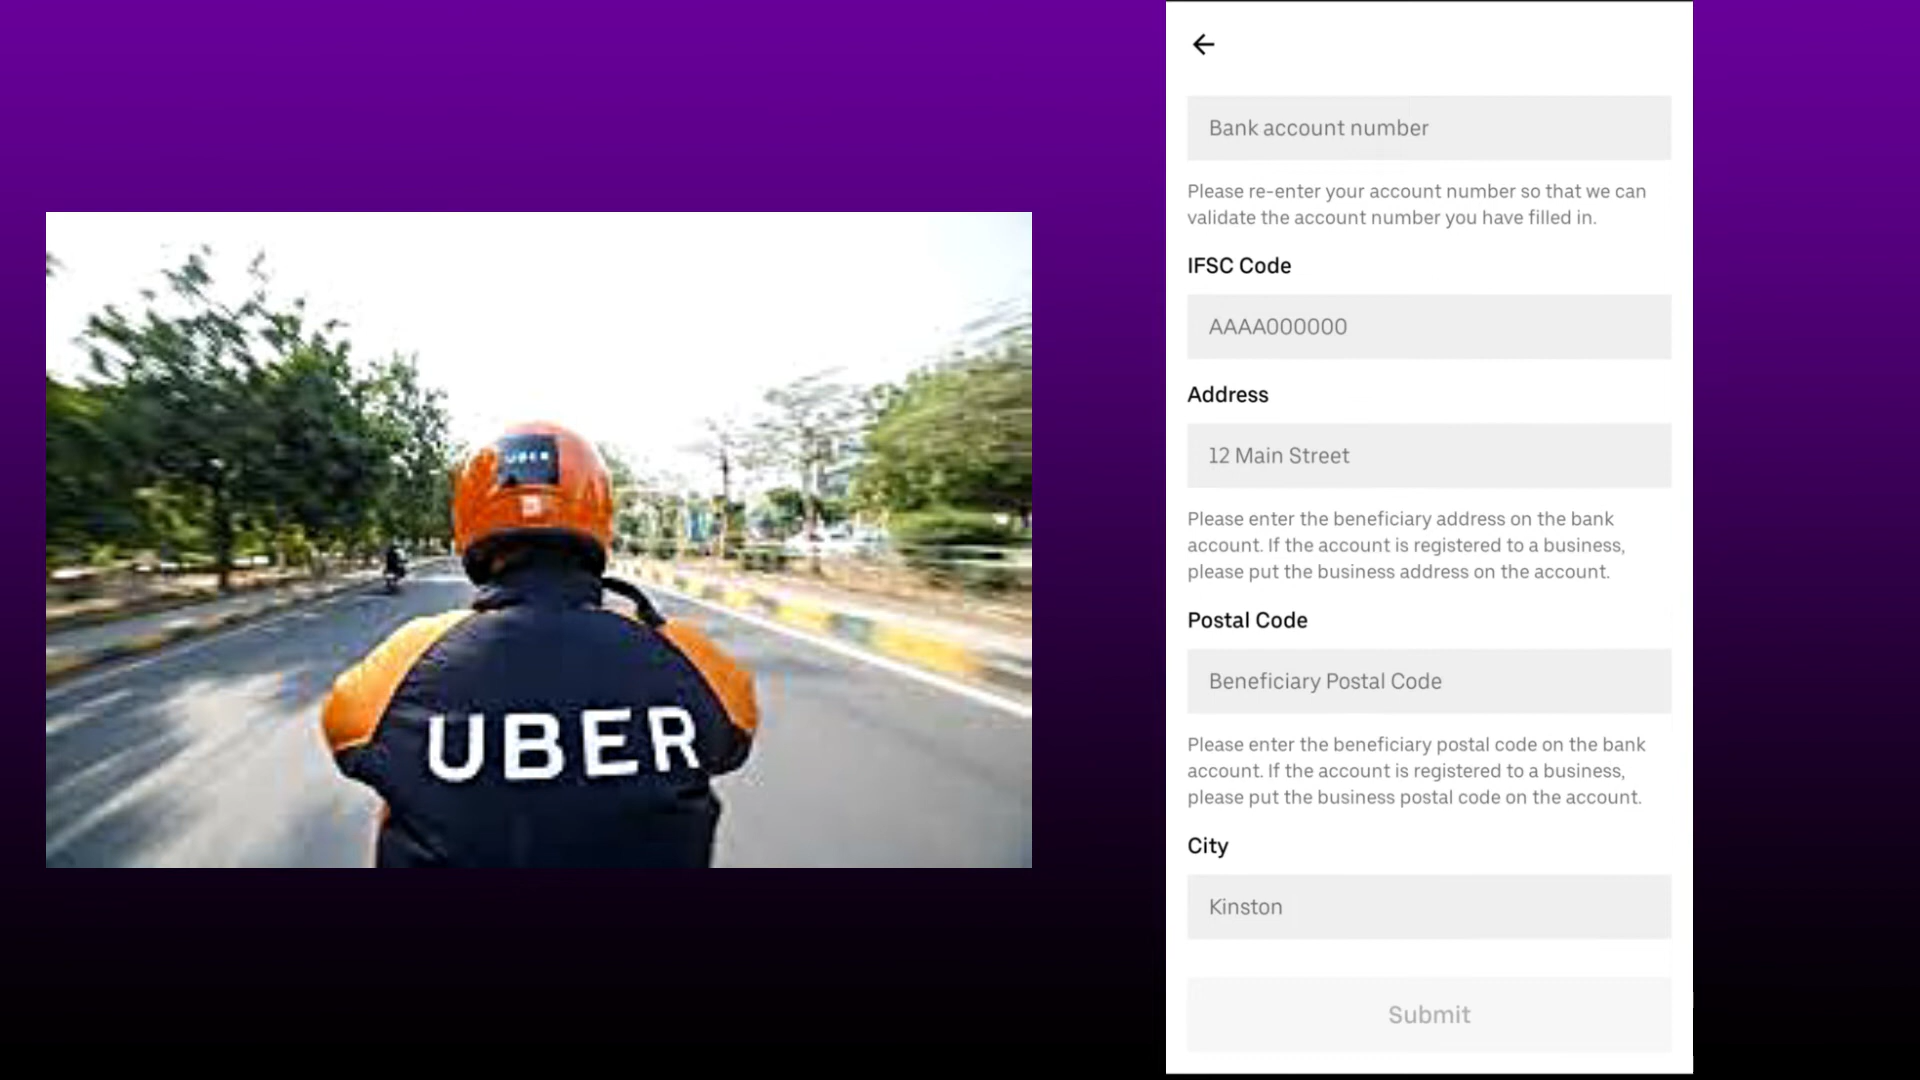 UBER
UBER
Bank account number
Please re-enter your account number so that we can
validate the account number you have filled in.
IFSC Code
AAAA000000
Address
12 Main Street
Please enter the beneficiary address on the bank
account. If the account is registered to a business,
please put the business address on the account.
Postal Code
Beneficiary Postal Code
Please enter the beneficiary postal code on the bank
account. If the account is registered to a business,
please put the business postal code on the account.
City
Kinston
Submit